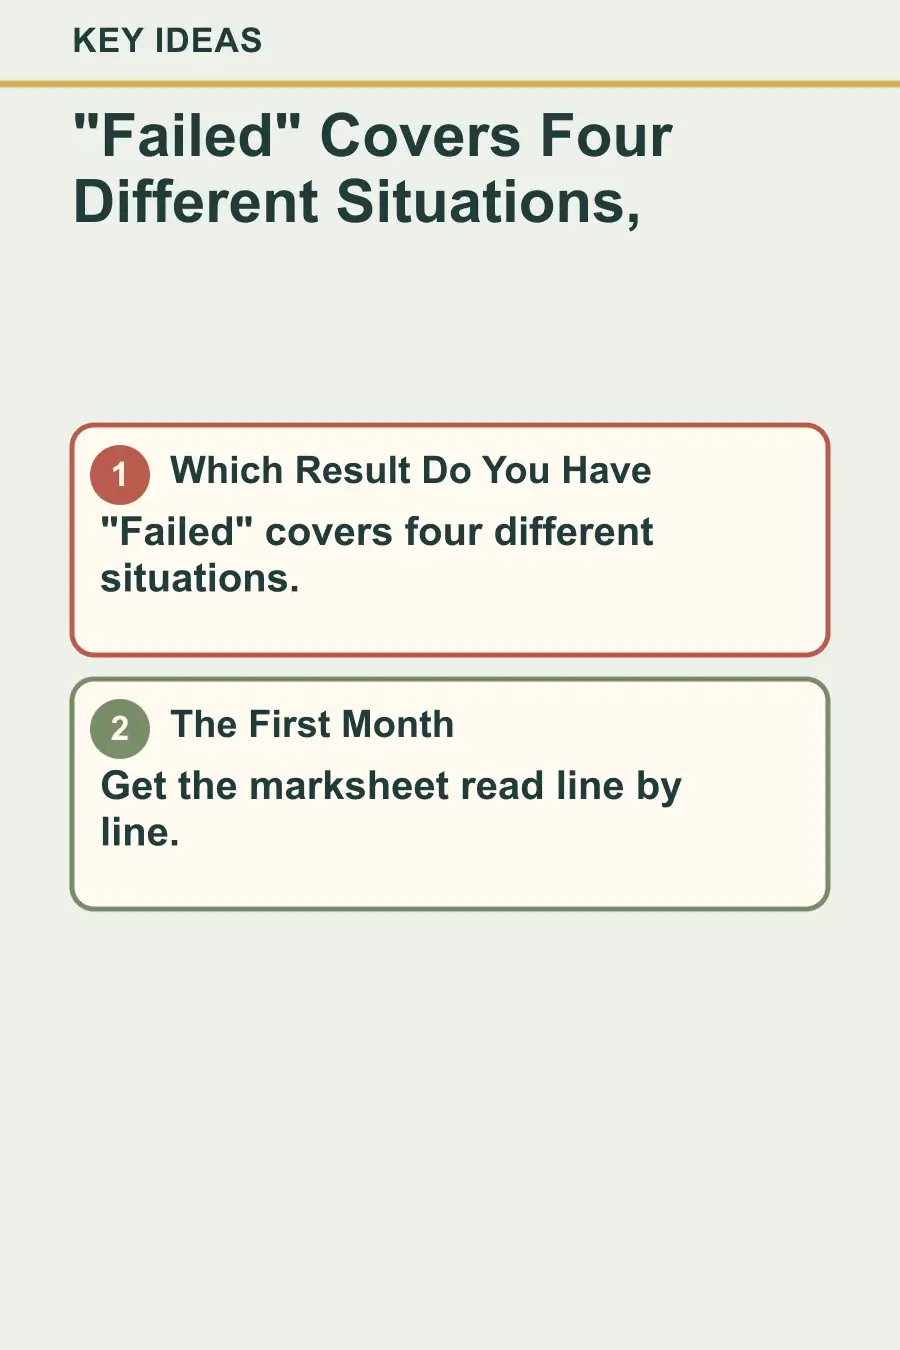 KEY IDEAS
"Failed" Covers Four
Different Situations,
1 Which Result Do You Have
"Failed" covers four different
situations.
2 The First Month
Get the marksheet read line by
line.